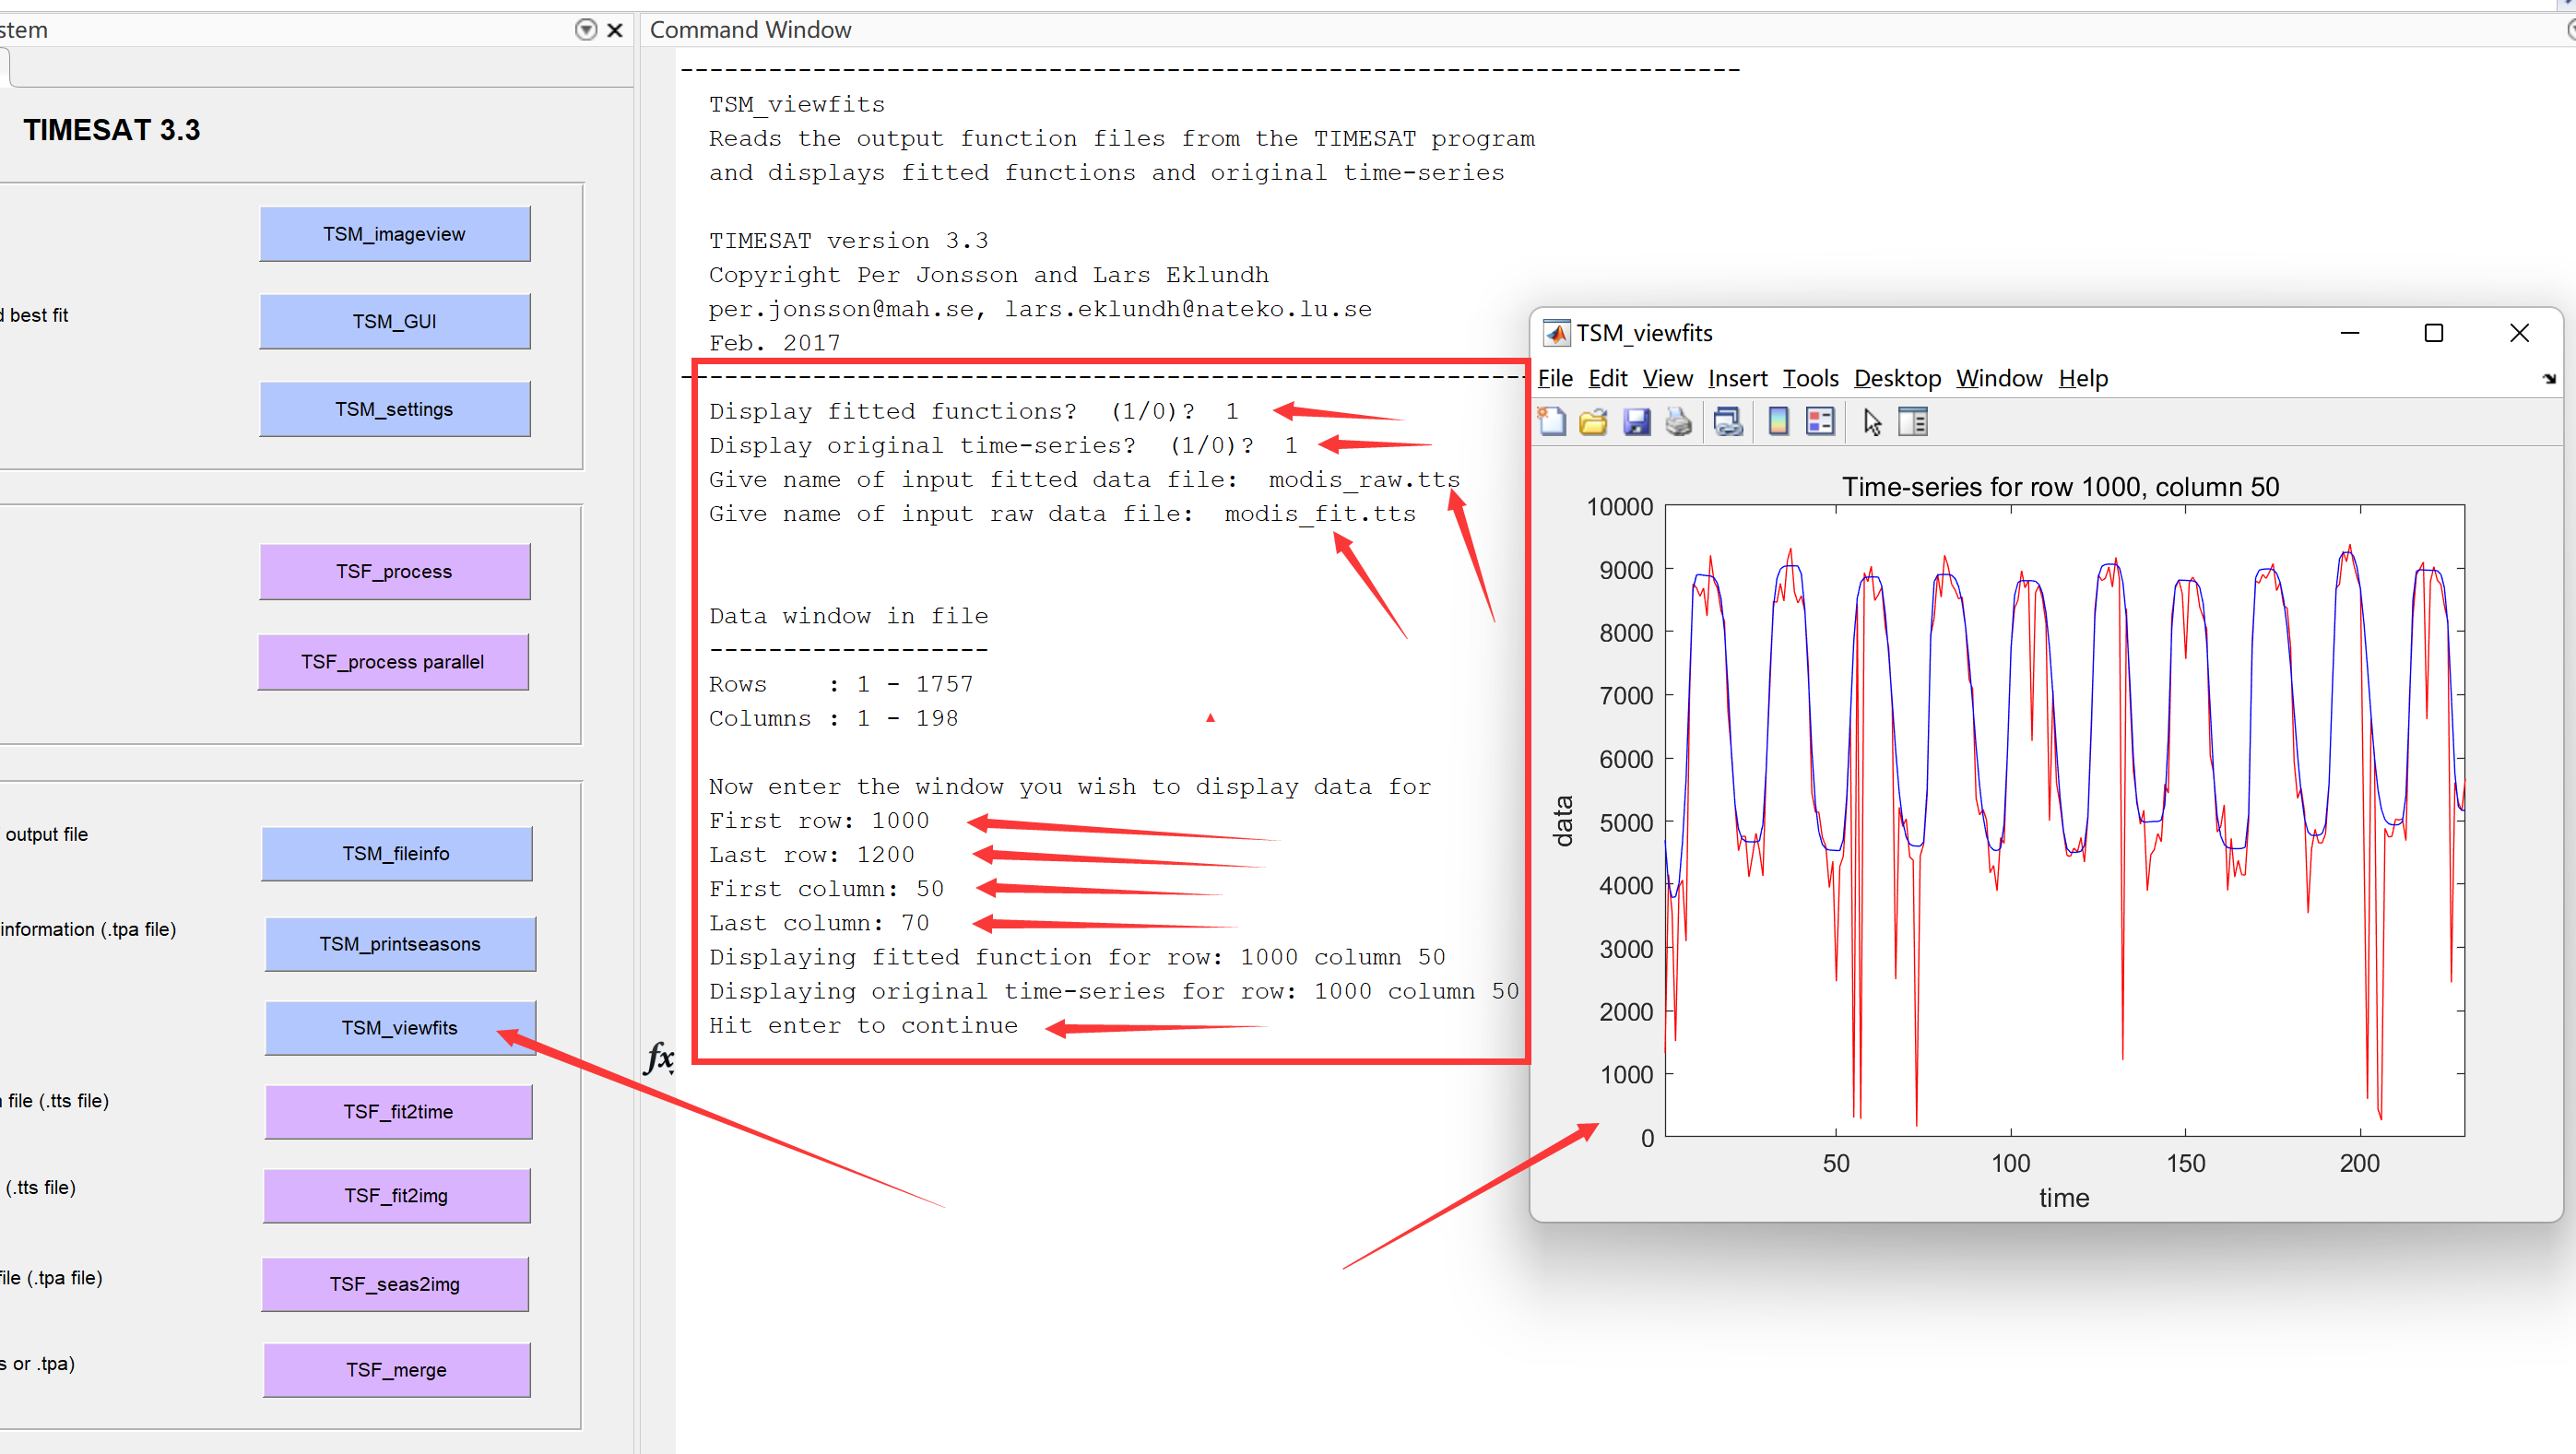 stem
TIMESAT 3.3
TSM_imageview
d best fit
TSM_GUI
TSM_settings
TSF_process
TSF_process parallel
output file
TSM_fileinfo
information (.tpa file)
TSM_printseasons
TSM_viewfits
file (.tts file)
TSF_fit2time
(.tts file)
TSF_fit2img
ile (.tpa file)
TSF_seas2img
s or .tpa)
TSF_merge
Command Window
------------------------------------------------------------------------
TSM_viewfits
Reads the output function files from the TIMESAT program
and displays fitted functions and original time-series
TIMESAT version 3.3
Copyright Per Jonsson and Lars Eklundh
per.jonsson@mah.se, lars.eklundh@nateko.lu.se
Feb. 2017
---------------------------------------------------------
Display fitted functions?  (1/0)?  1
Display original time-series?  (1/0)?  1
Give name of input fitted data file:  modis_raw.tts
Give name of input raw data file:  modis_fit.tts
Data window in file
-------------------
Rows    : 1 - 1757
Columns : 1 - 198
Now enter the window you wish to display data for
First row: 1000
Last row: 1200
First column: 50
Last column: 70
Displaying fitted function for row: 1000 column 50
Displaying original time-series for row: 1000 column 50
Hit enter to continue
fx
TSM_viewfits
File Edit View Insert Tools Desktop Window Help
Time-series for row 1000, column 50
10000
9000
8000
7000
6000
5000
4000
3000
2000
1000
0
data
50 100 150 200
time